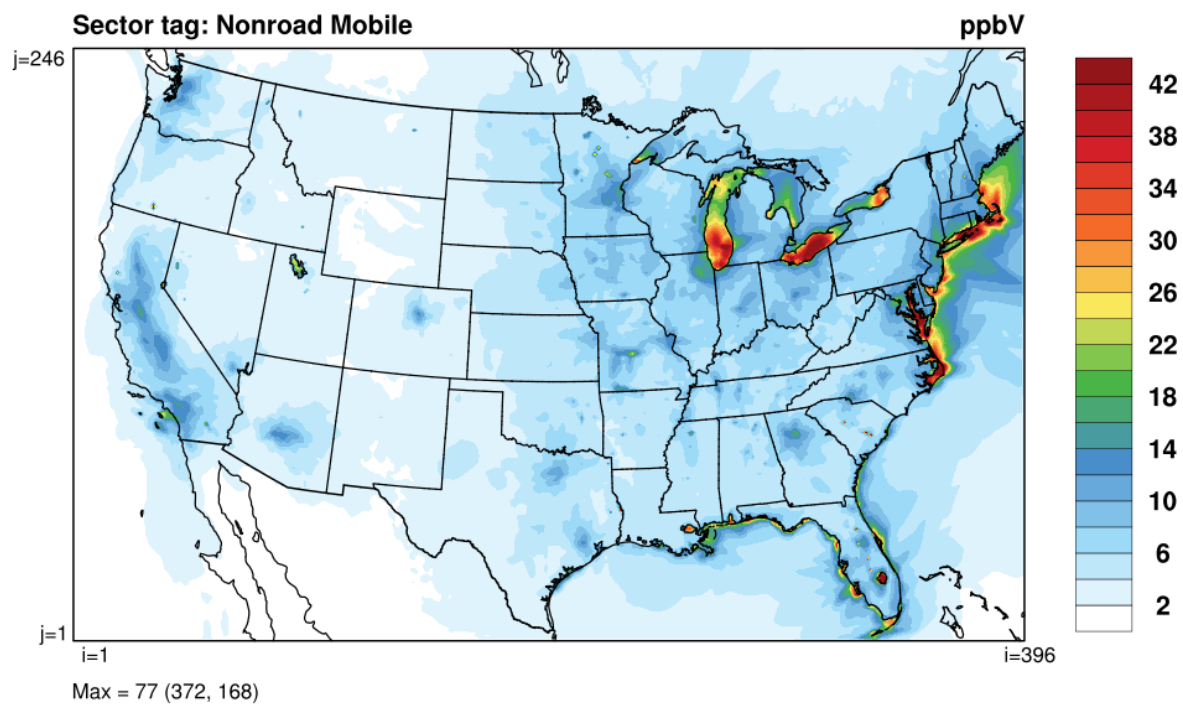 Sector tag: Nonroad Mobile
ppbV
j=246
42
38
34
30
26
22
18
14
10
6
2
j=1
i=1
i=396
Max = 77 (372, 168)